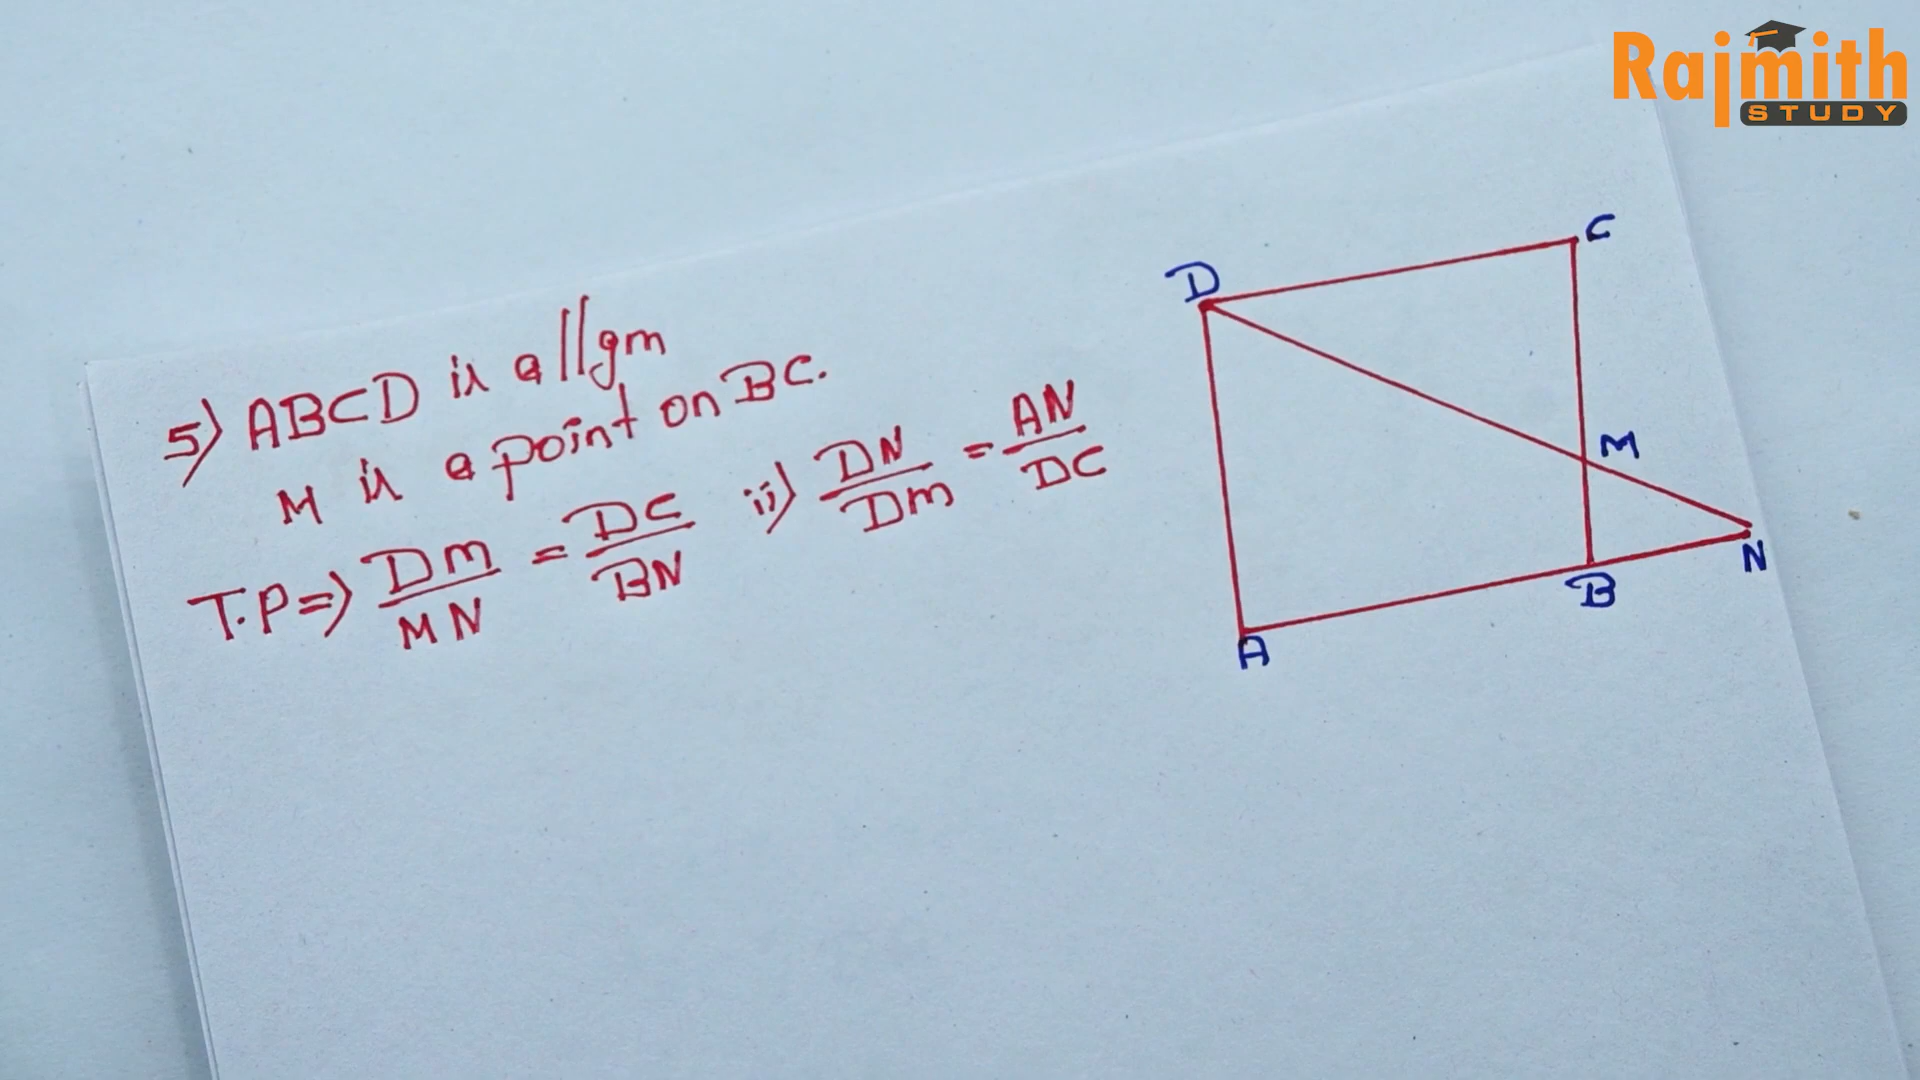 Rajmith
STUDY
5) ABCD is a ||gm
M is a point on BC.
T.P => DM/MN = DC/BN ii) DN/DM = AN/DC
D
C
M
N
B
A